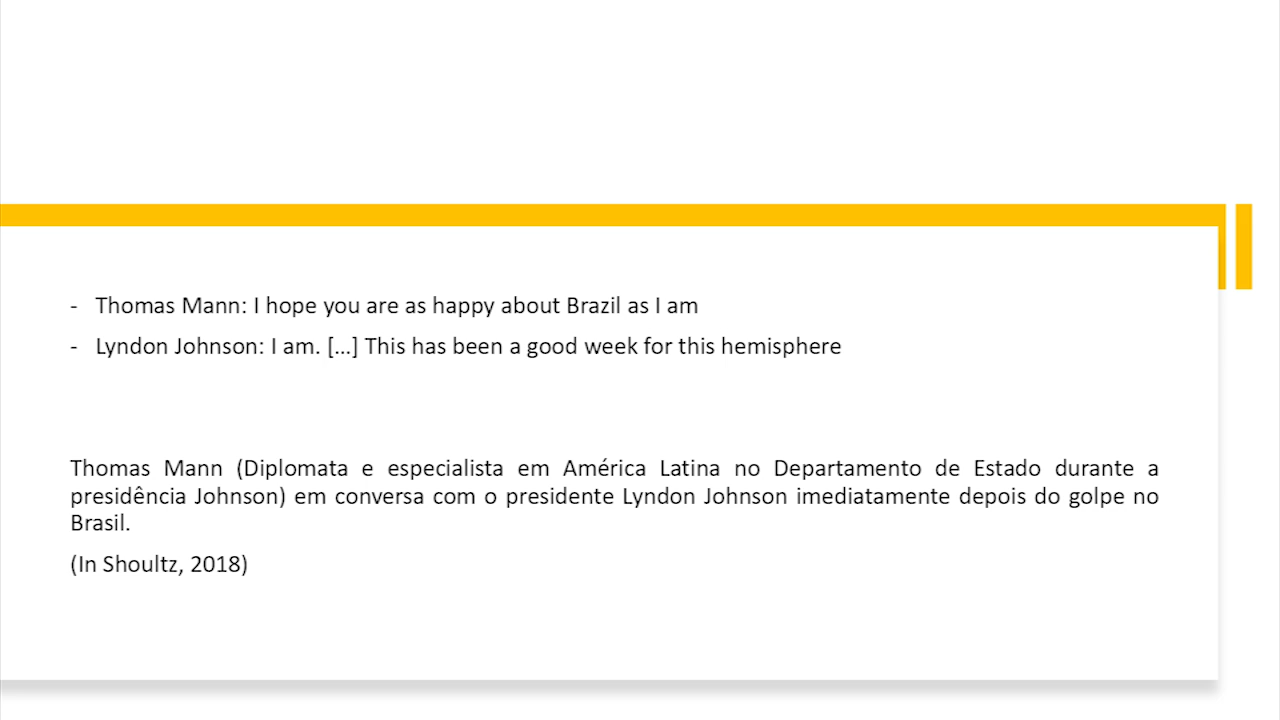 - Thomas Mann: I hope you are as happy about Brazil as I am
- Lyndon Johnson: I am. [...] This has been a good week for this hemisphere
Thomas Mann (Diplomata e especialista em América Latina no Departamento de Estado durante a
presidência Johnson) em conversa com o presidente Lyndon Johnson imediatamente depois do golpe no
Brasil.
(In Shoultz, 2018)